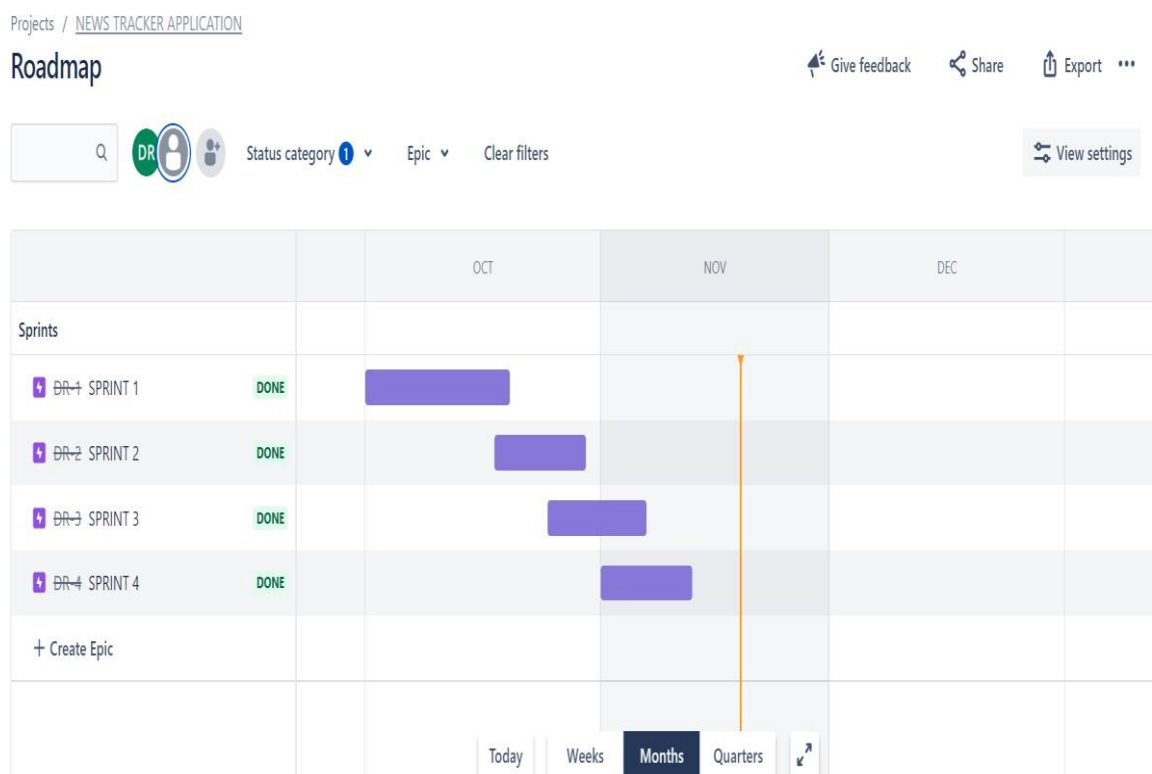 Projects / NEWS TRACKER APPLICATION
Roadmap
Give feedback Share Export
DR Status category 1 Epic Clear filters View settings
OCT NOV DEC
Sprints
DR-1 SPRINT 1 DONE
DR-2 SPRINT 2 DONE
DR-3 SPRINT 3 DONE
DR-4 SPRINT 4 DONE
+ Create Epic
Today Weeks Months Quarters